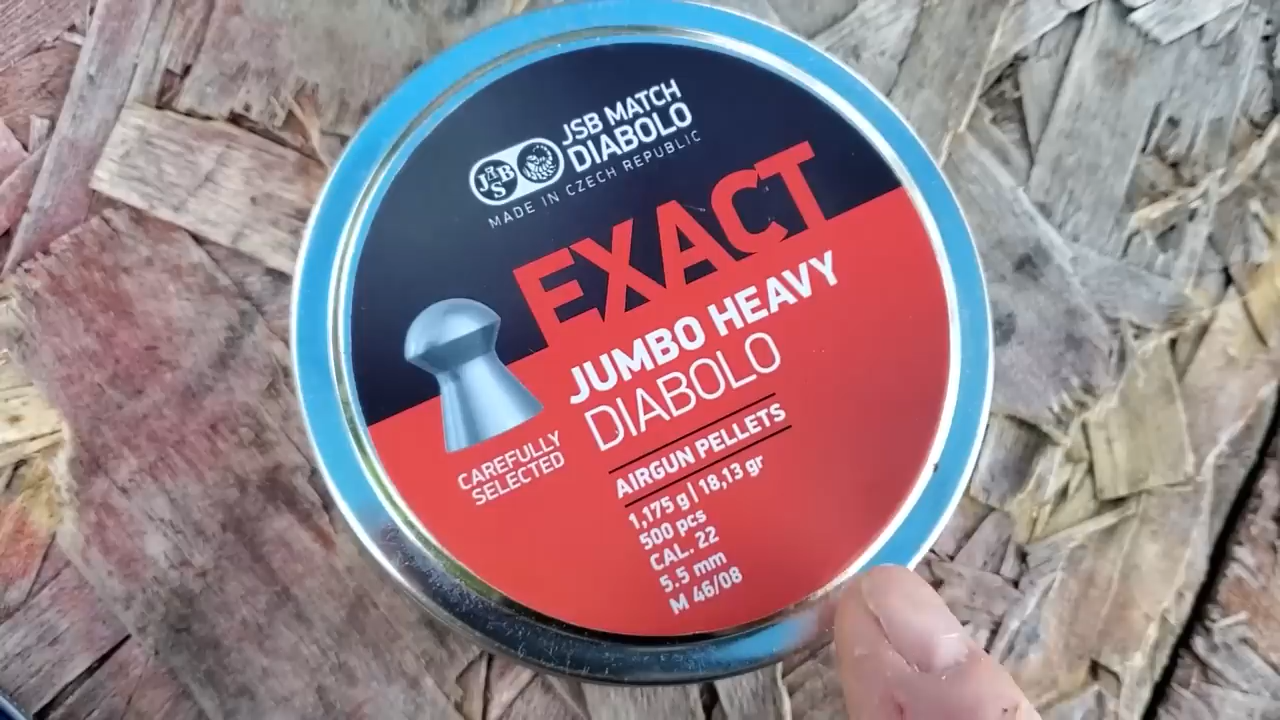 JSB
JSB MATCH
DIABOLO
MADE IN CZECH REPUBLIC
EXACT
JUMBO HEAVY
DIABOLO
CAREFULLY
SELECTED
AIRGUN PELLETS
1,175 g | 18,13 gr
500 pcs
CAL. 22
5.5 mm
M 46/08